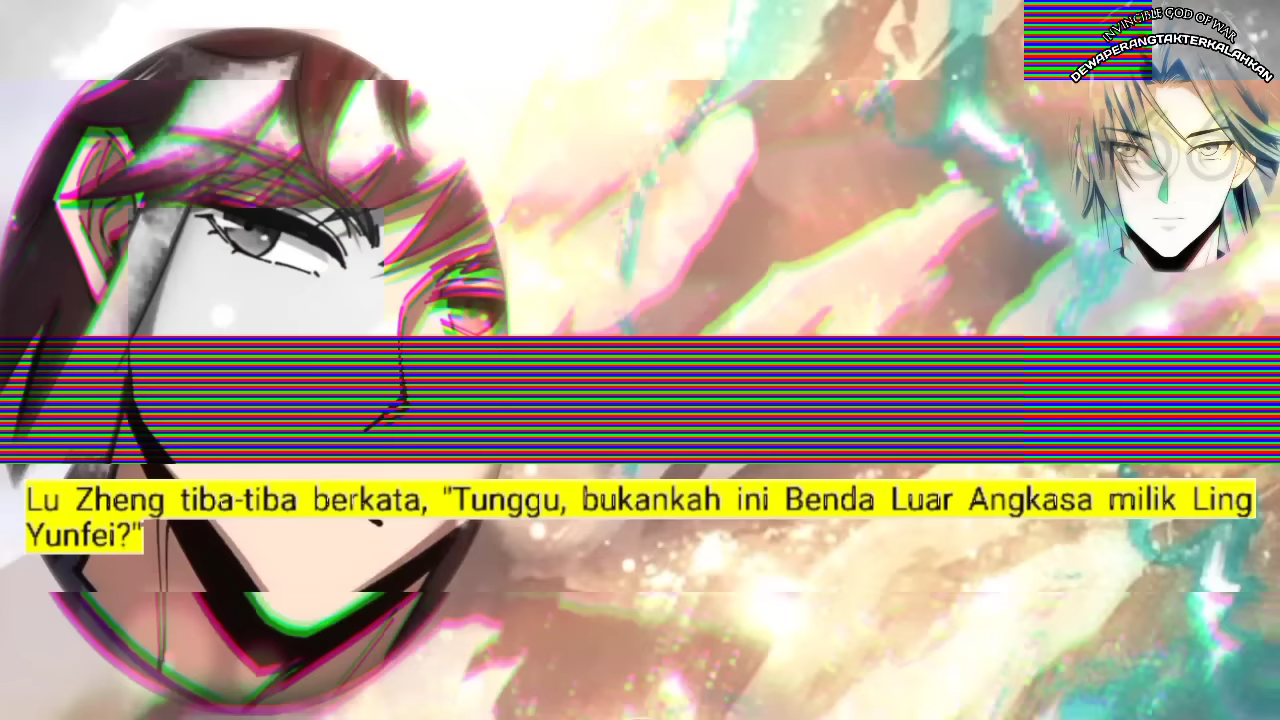 INVINCIBLE GOD OF WAR
DEWAPERANGTAKTERKALAHKAN
Lu Zheng tiba-tiba berkata, "Tunggu, bukankah ini Benda Luar Angkasa milik Ling
Yunfei?"